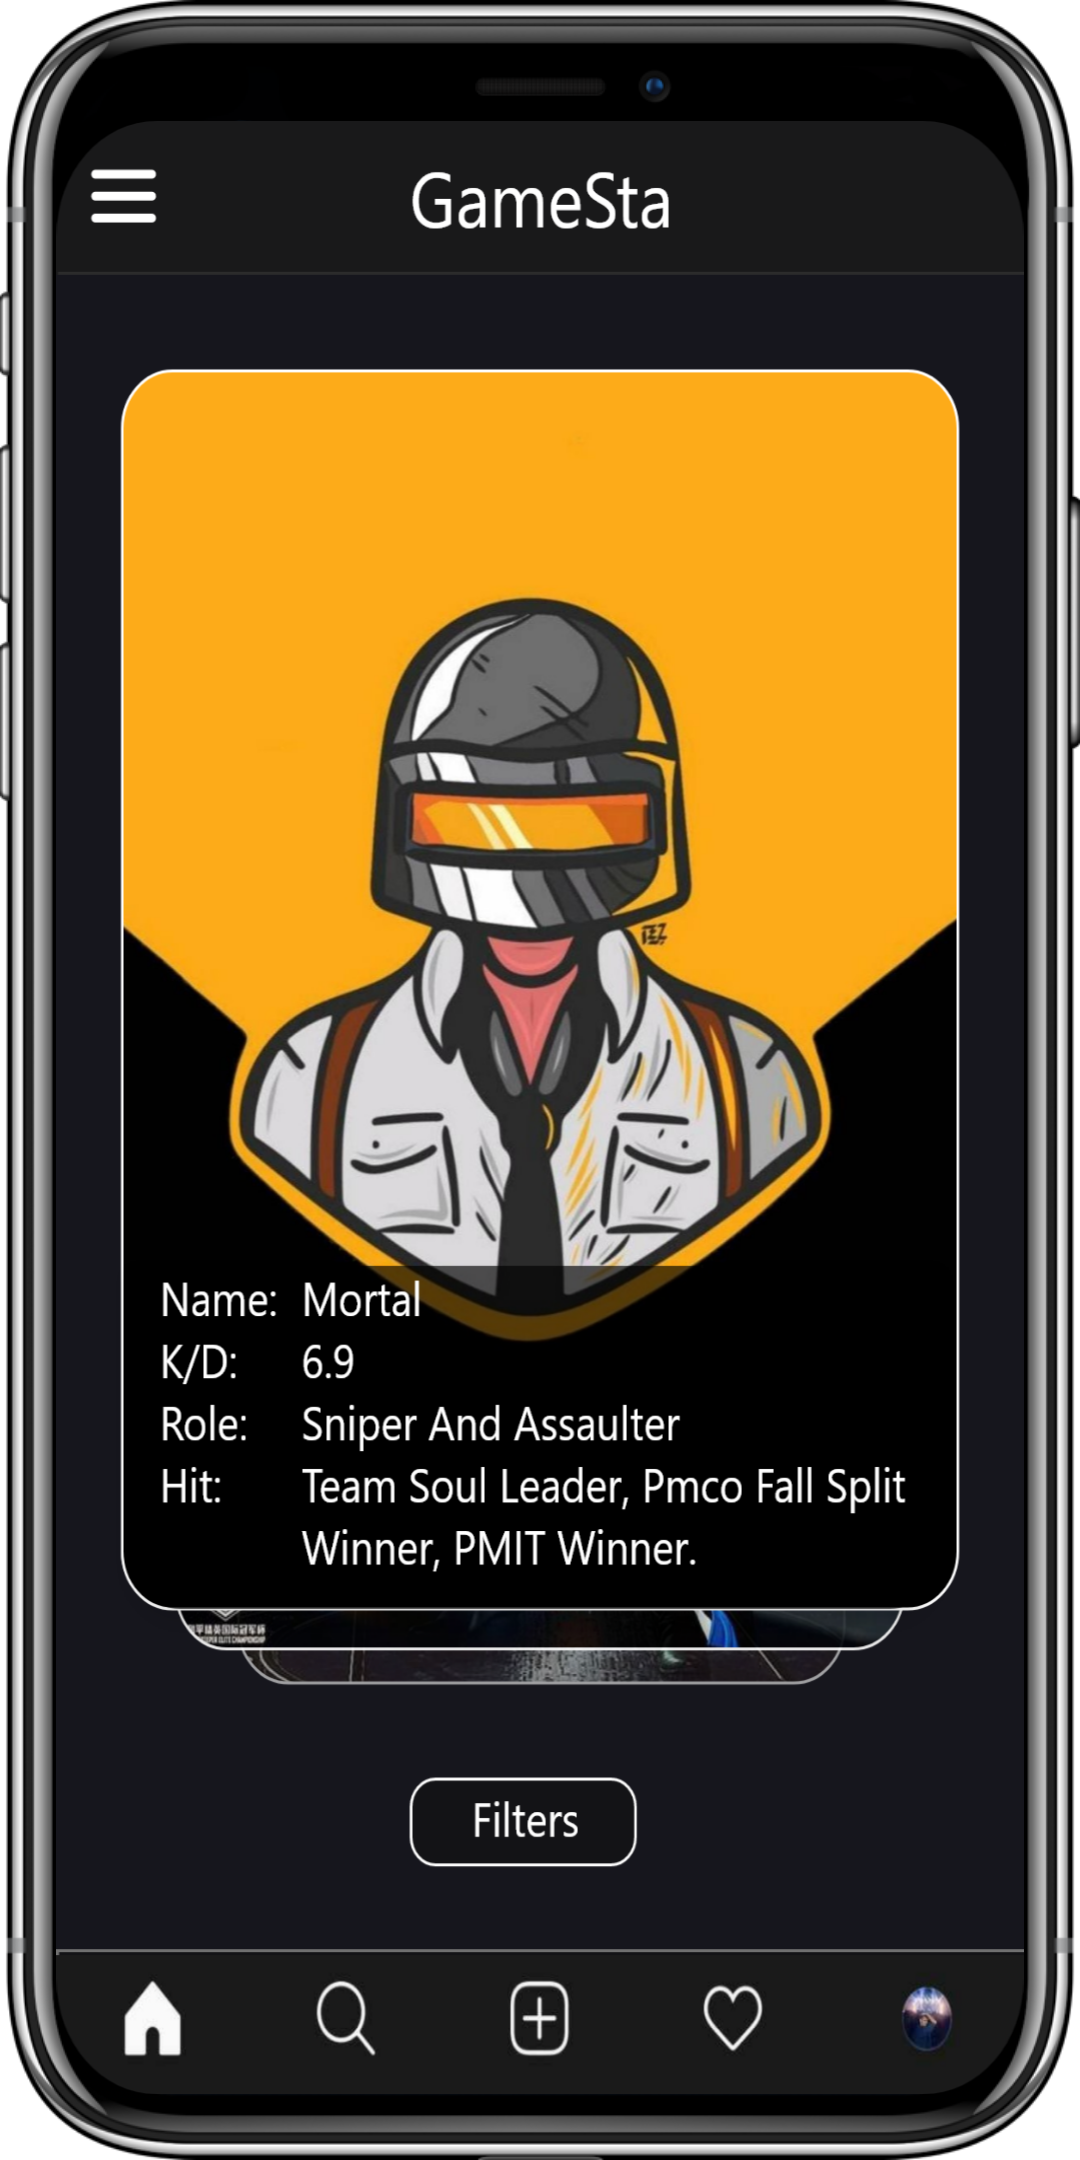 GameSta
TEZ
Name: Mortal
K/D: 6.9
Role: Sniper And Assaulter
Hit: Team Soul Leader, Pmco Fall Split
Winner, PMIT Winner.
Filters